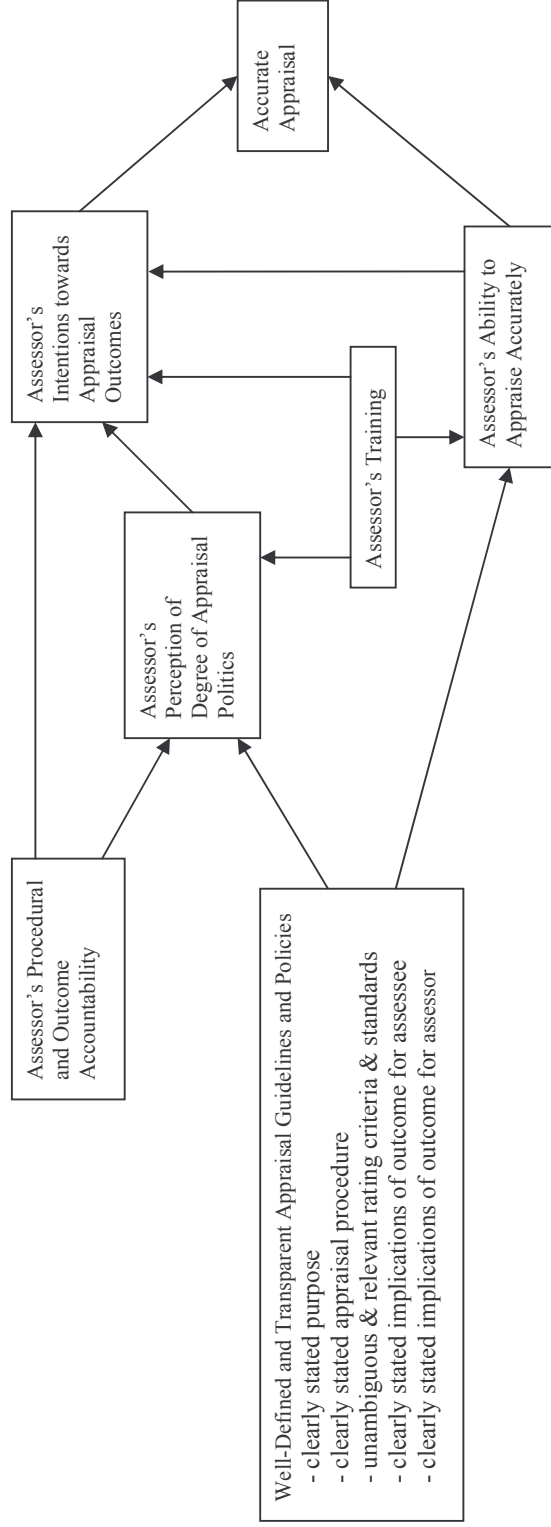 Assessor's Procedural
and Outcome
Accountability
Well-Defined and Transparent Appraisal Guidelines and Policies
- clearly stated purpose
- clearly stated appraisal procedure
- unambiguous & relevant rating criteria & standards
- clearly stated implications of outcome for assessee
- clearly stated implications of outcome for assessor
Assessor's
Perception of
Degree of Appraisal
Politics
Assessor's Training
Assessor's
Intentions towards
Appraisal
Outcomes
Assessor's Ability to
Appraise Accurately
Accurate
Appraisal